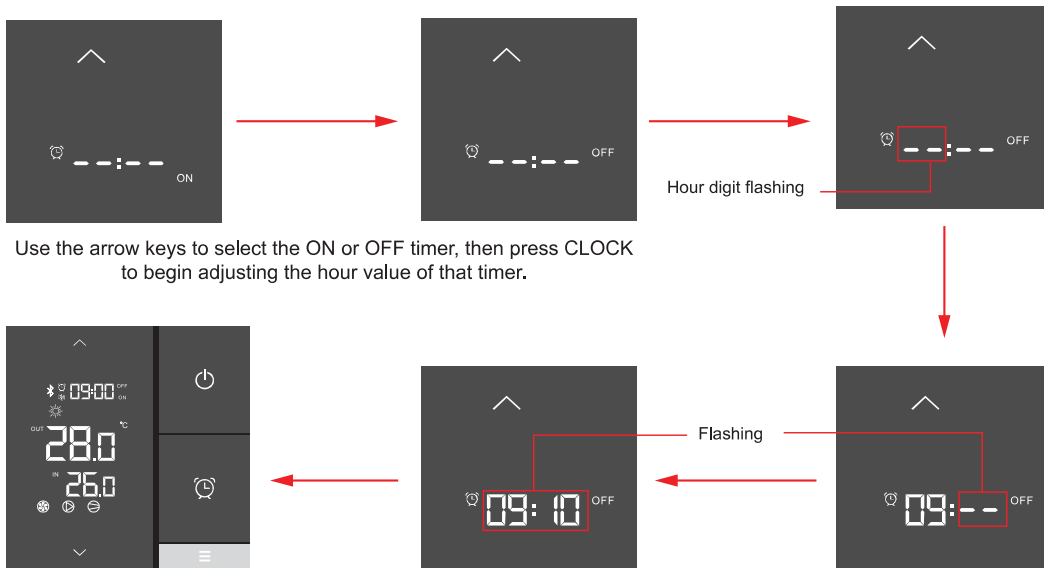 --:--
ON
--:--
OFF
--:--
OFF
Hour digit flashing
Use the arrow keys to select the ON or OFF timer, then press CLOCK
to begin adjusting the hour value of that timer.
09:00
OFF
ON
OUT
28.0
°C
IN
26.0
Flashing
09:10
OFF
09:--
OFF